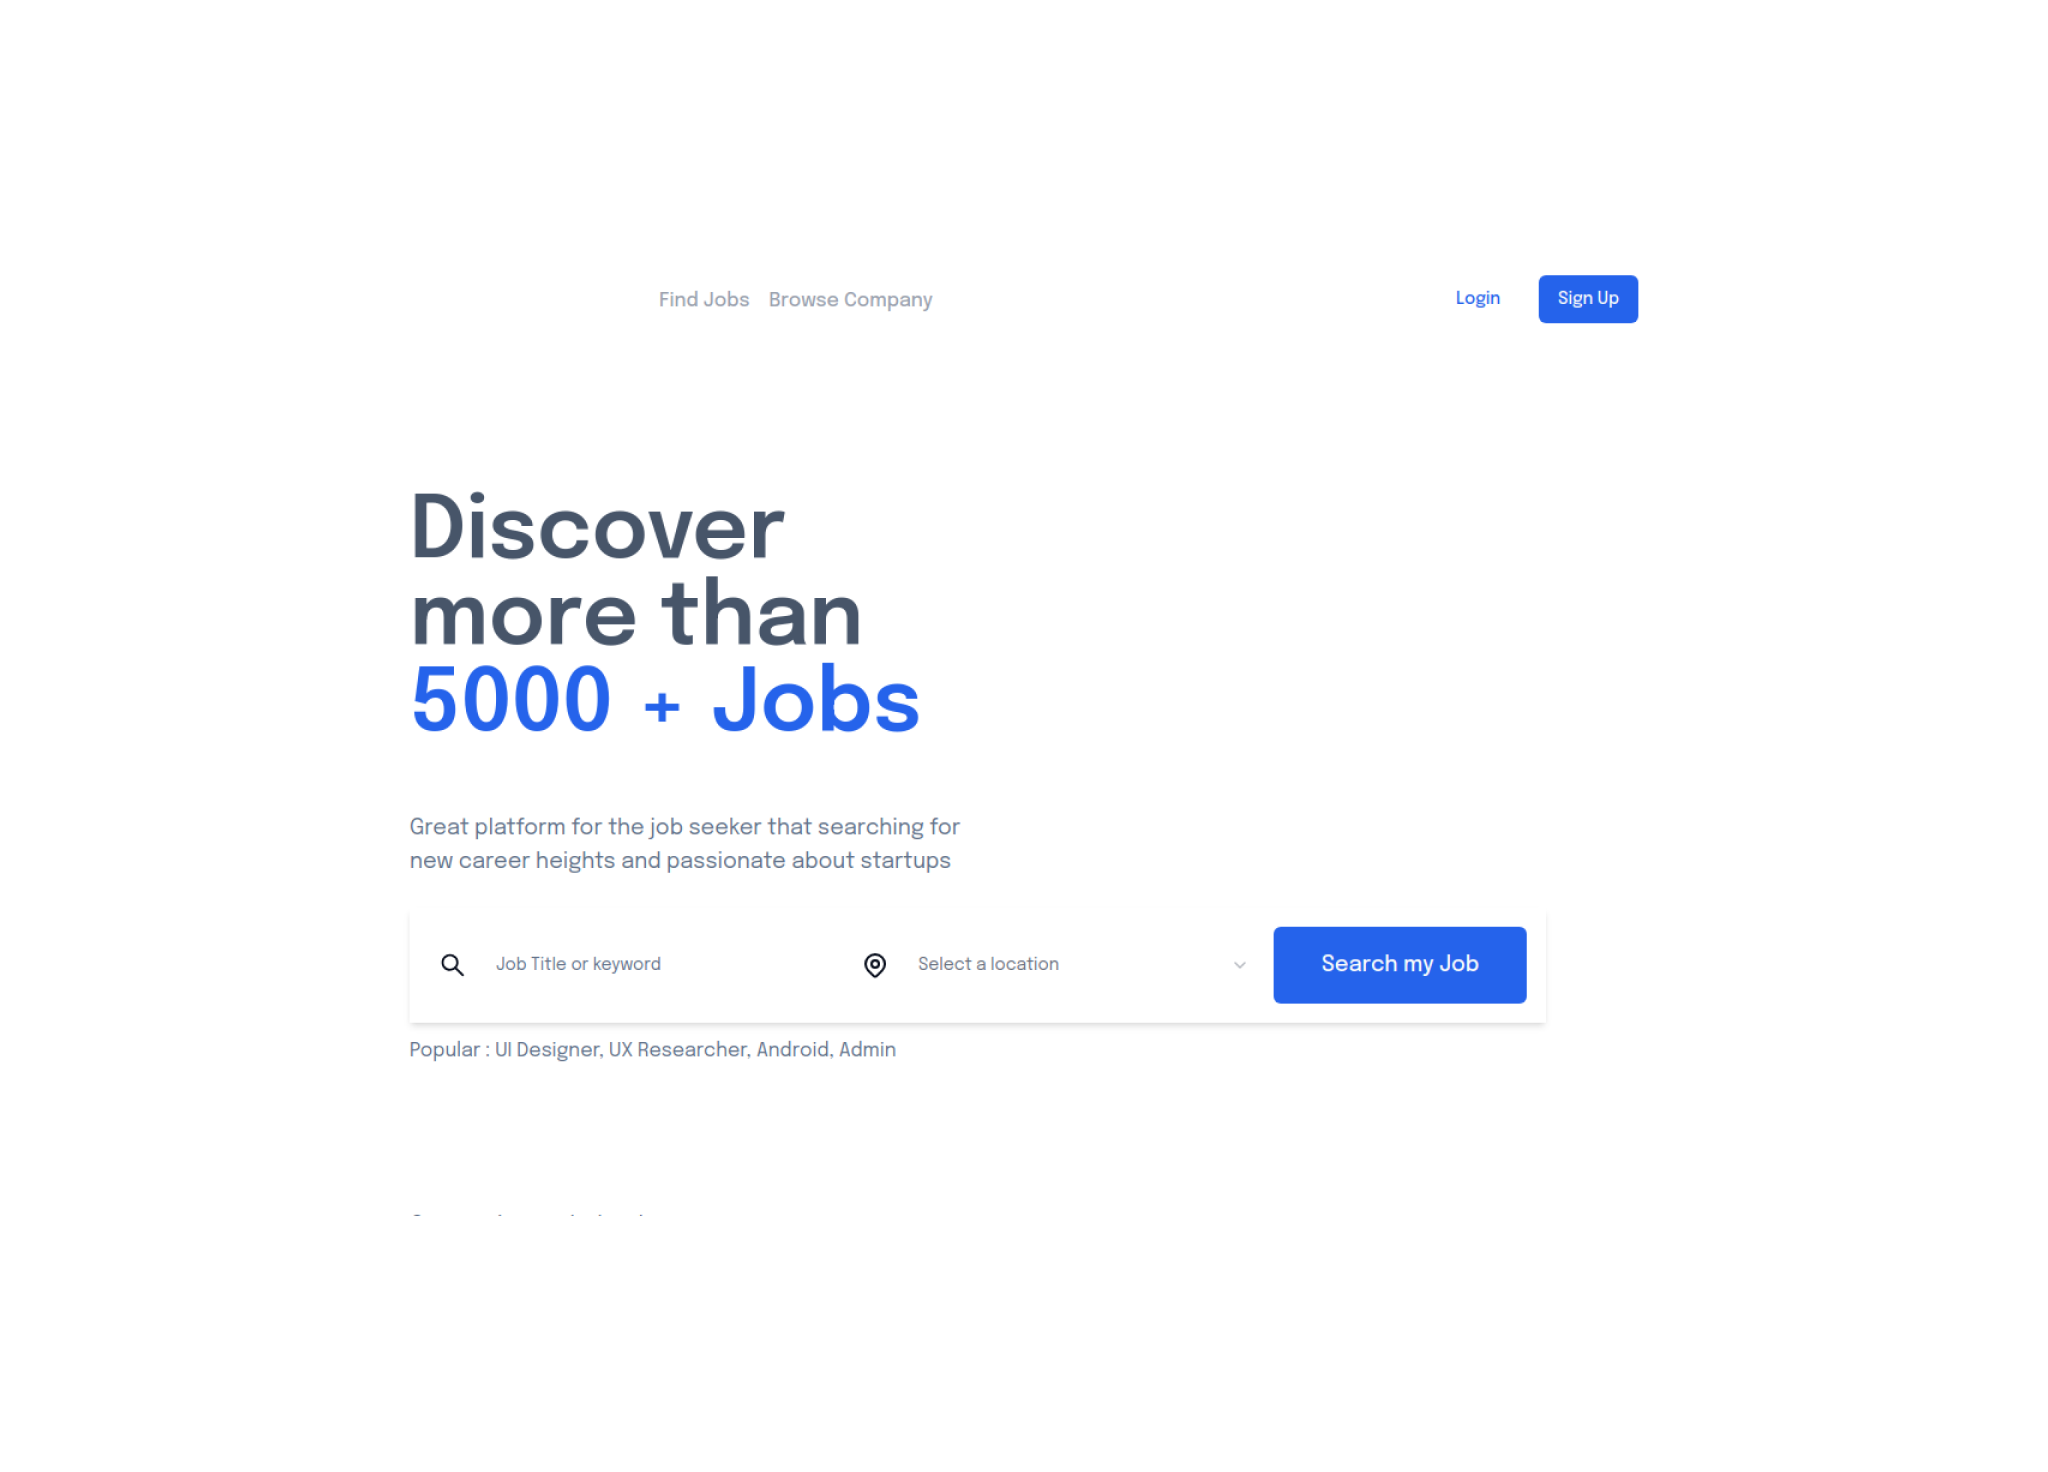 Find Jobs Browse Company Login Sign Up
Discover
more than
5000 + Jobs
Great platform for the job seeker that searching for
new career heights and passionate about startups
Job Title or keyword Select a location Search my Job
Popular : UI Designer, UX Researcher, Android, Admin